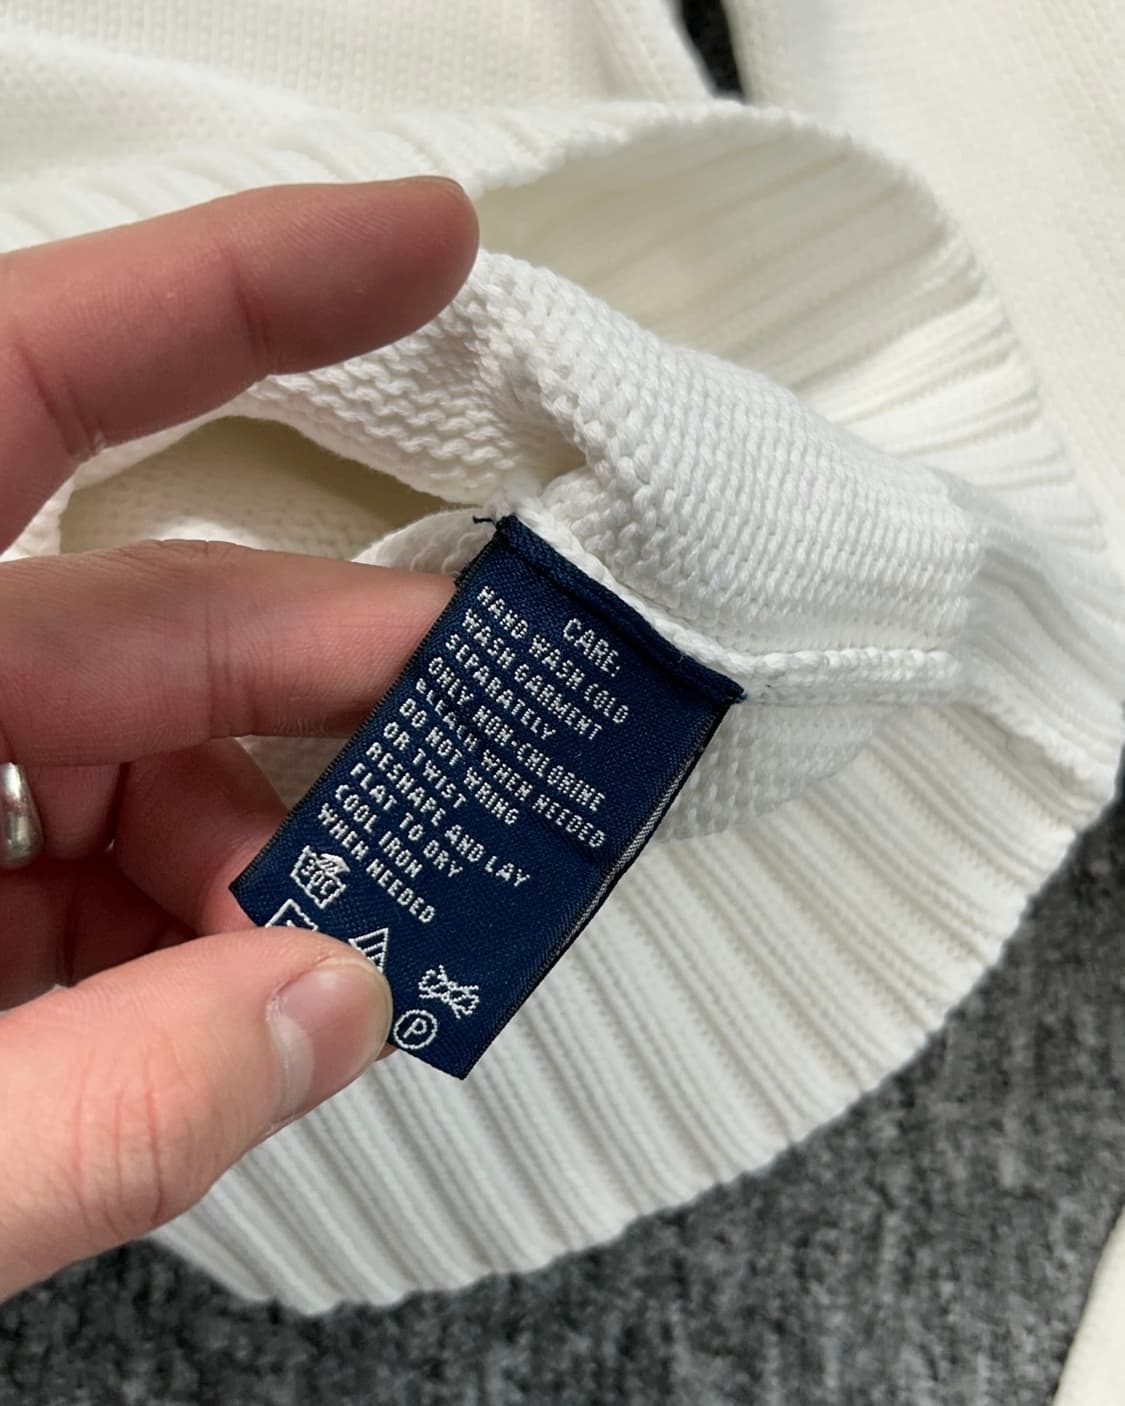 CARE:
HAND WASH COLD
WASH GARMENT
SEPARATELY
ONLY NON-CHLORINE
BLEACH WHEN NEEDED
DO NOT WRING
OR TWIST
RESHAPE AND LAY
FLAT TO DRY
COOL IRON
WHEN NEEDED
30C
P